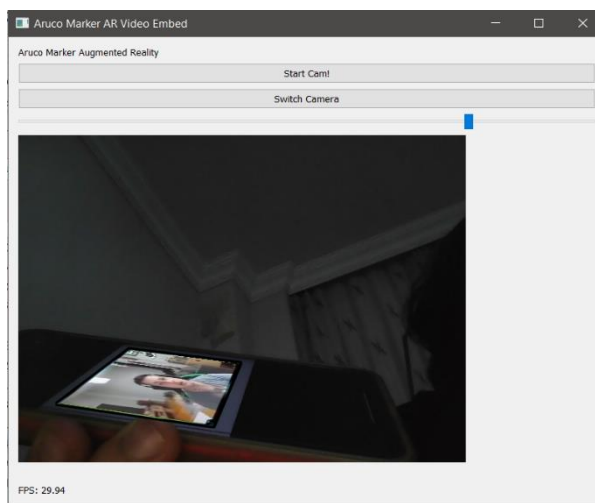 Aruco Marker AR Video Embed
Aruco Marker Augmented Reality
Start Cam!
Switch Camera
FPS: 29.94